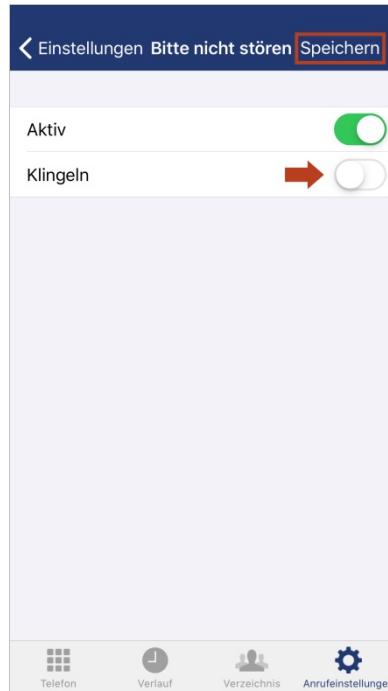 Einstellungen Bitte nicht stören Speichern
Aktiv
Klingeln
Telefon Verlauf Verzeichnis Anrufeinstellunge